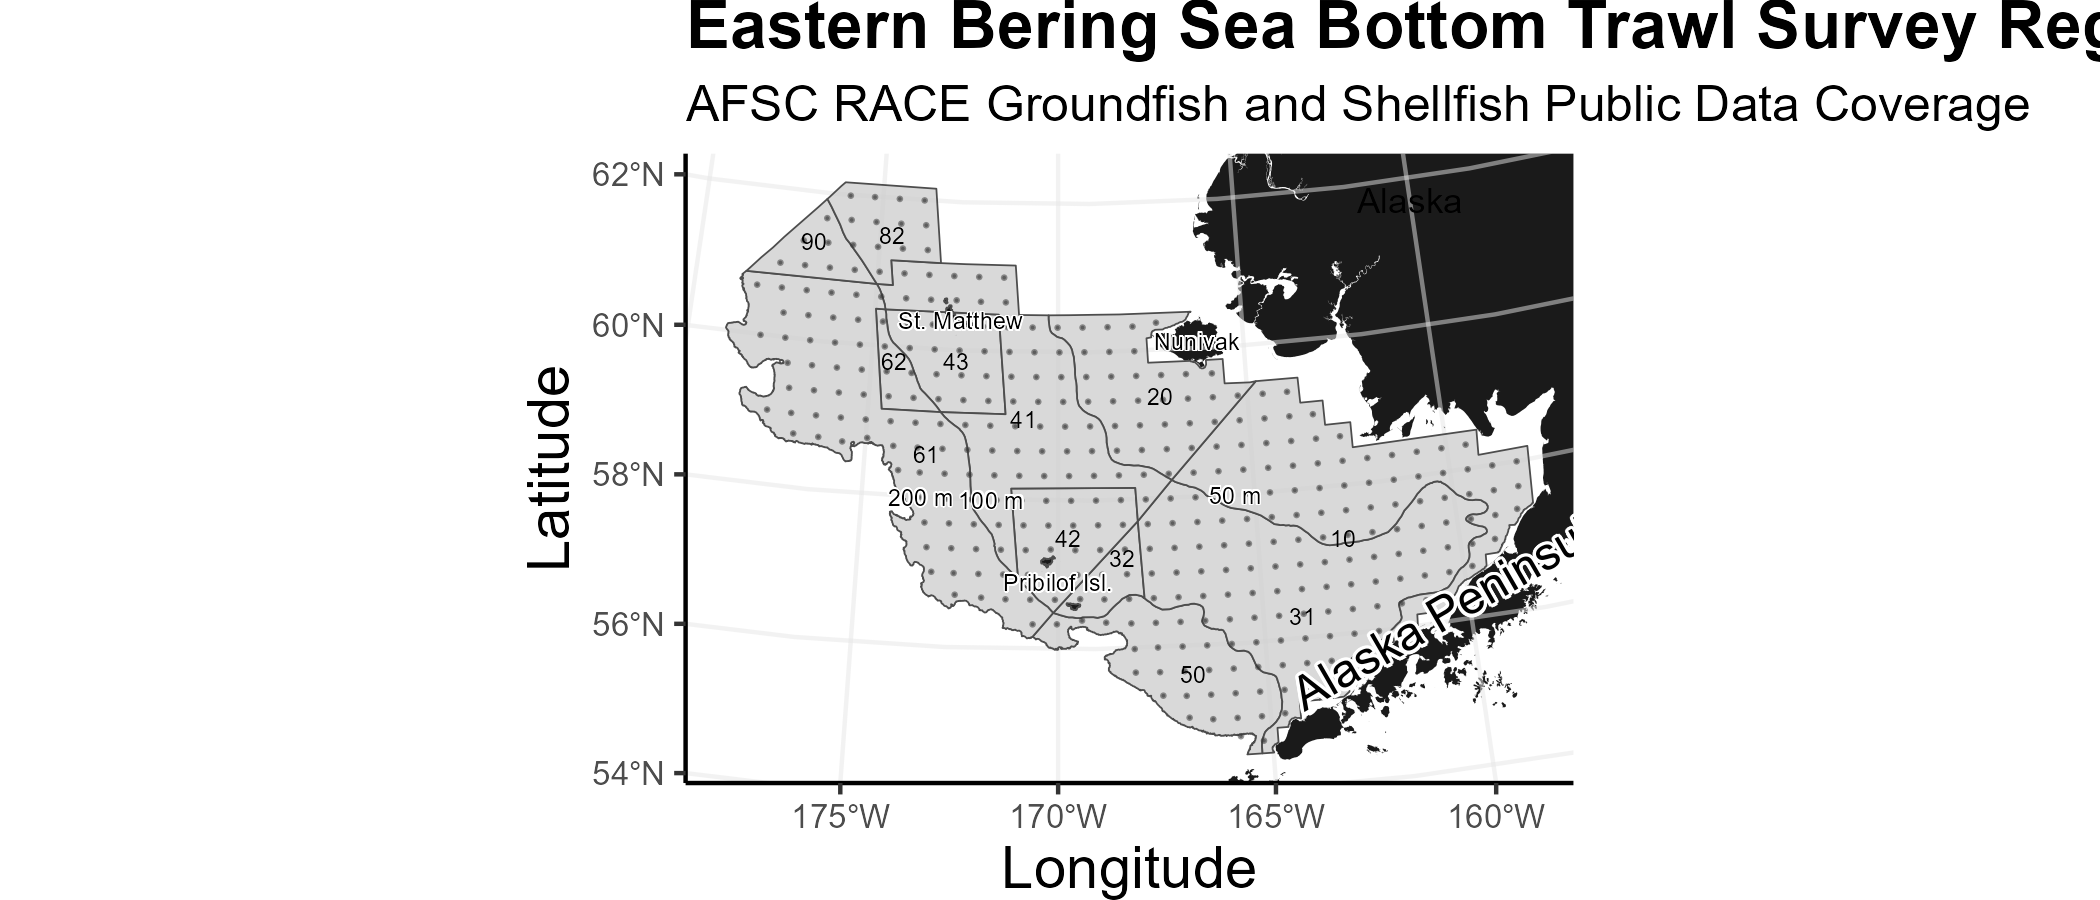 Eastern Bering Sea Bottom Trawl Survey Reg
AFSC RACE Groundfish and Shellfish Public Data Coverage
62°N
60°N
58°N
56°N
54°N
Latitude
Alaska
90
82
St. Matthew
Nunivak
62
43
20
41
61
200 m
100 m
50 m
42
10
32
Pribilof Isl.
31
50
Alaska Peninsu
175°W
170°W
165°W
160°W
Longitude